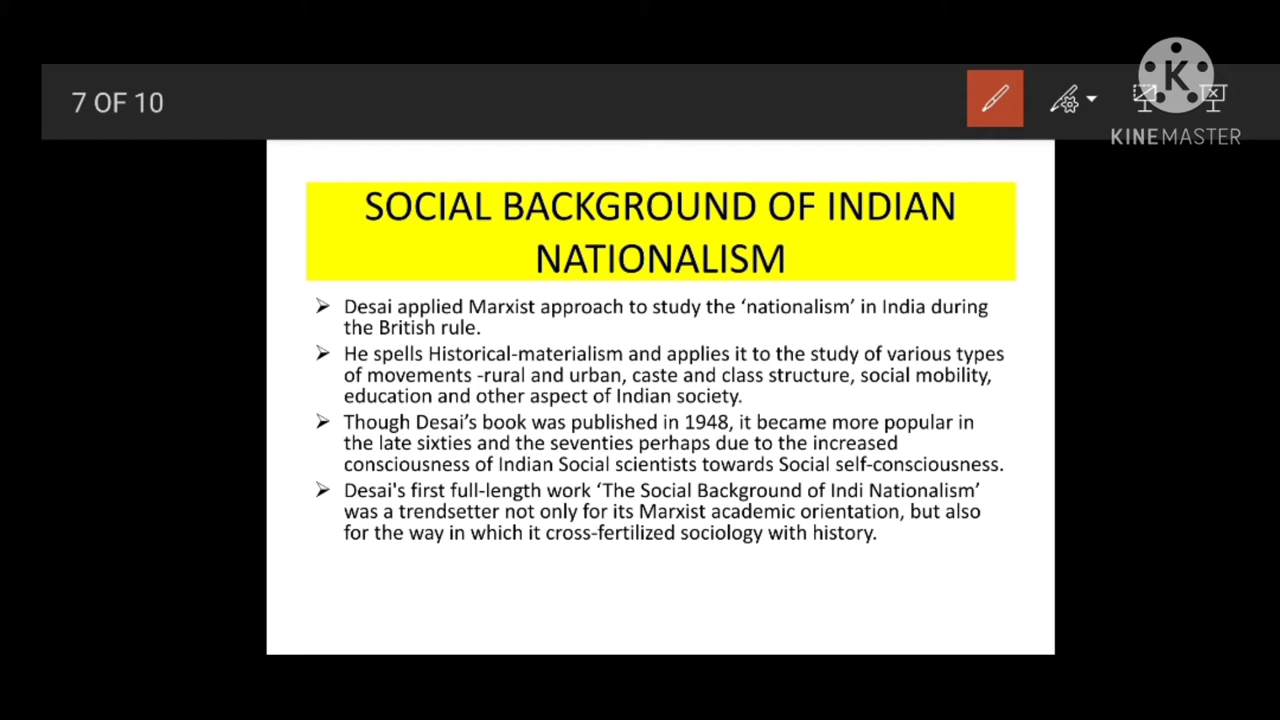 7 OF 10
K
KINEMASTER
SOCIAL BACKGROUND OF INDIAN
NATIONALISM
➢ Desai applied Marxist approach to study the ‘nationalism’ in India during
the British rule.
➢ He spells Historical-materialism and applies it to the study of various types
of movements -rural and urban, caste and class structure, social mobility,
education and other aspect of Indian society.
➢ Though Desai’s book was published in 1948, it became more popular in
the late sixties and the seventies perhaps due to the increased
consciousness of Indian Social scientists towards Social self-consciousness.
➢ Desai's first full-length work ‘The Social Background of Indi Nationalism’
was a trendsetter not only for its Marxist academic orientation, but also
for the way in which it cross-fertilized sociology with history.